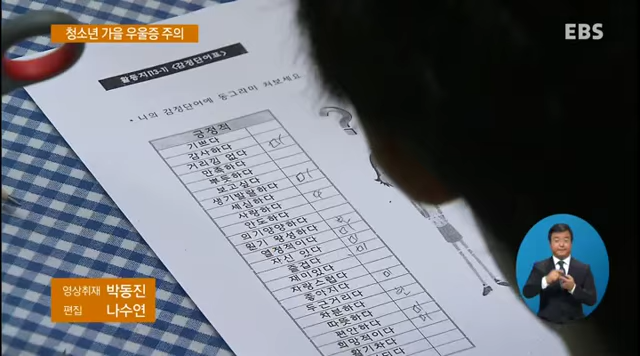 청소년 가을 우울증 주의
EBS
활동지[13-1] <감정단어표>
• 나의 감정단어에 동그라미 쳐보세요
긍정적
기쁘다
감사하다
거리낌 없다
만족하다
뿌듯하다
보고싶다
생기발랄하다
세심하다
사랑하다
안도하다
의기양양하다
원기 왕성하다
열정적이다
자신 있다
즐겁다
재미있다
자랑스럽다
좋아지다
두근거리다
차분하다
따뜻하다
편안하다
희망적이다
활기차다
영상취재 박동진
편집 나수연